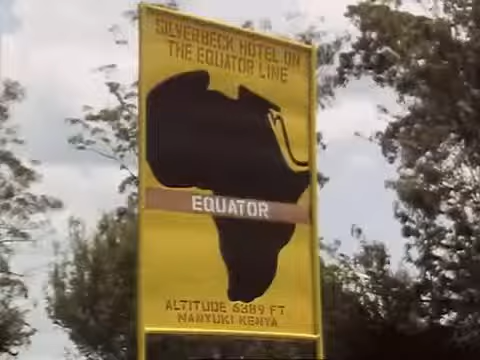 SILVERBECK HOTEL ON
THE EQUATOR LINE
EQUATOR
ALTITUDE 6389 FT
NANYUKI KENYA